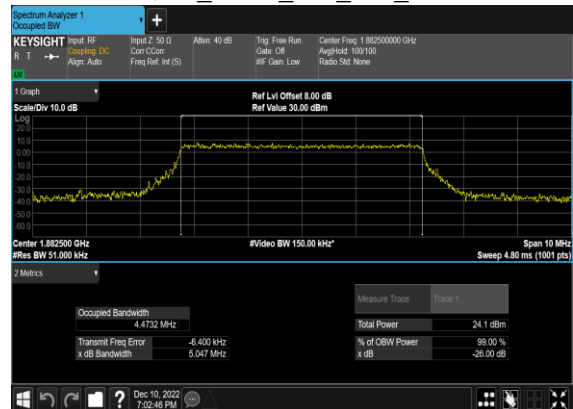 Spectrum Analyzer 1
Occupied BW
+
KEYSIGHT
R T
Input: RF
Coupling: DC
Align: Auto
Input Z: 50 Ω
Corr CCorr
Freq Ref: Int (S)
Atten: 40 dB
Trig: Free Run
Gate: Off
#IF Gain: Low
Center Freq: 1.882500000 GHz
Avg|Hold: 100/100
Radio Std: None
1 Graph
Scale/Div 10.0 dB
Ref Lvl Offset 8.00 dB
Ref Value 30.00 dBm
Log
20.0
10.0
0.00
-10.0
-20.0
-30.0
-40.0
-50.0
-60.0
Center 1.882500 GHz
#Res BW 51.000 kHz
#Video BW 150.00 kHz*
Span 10 MHz
Sweep 4.80 ms (1001 pts)
2 Metrics
Measure Trace Trace 1
Occupied Bandwidth
4.4732 MHz
Total Power 24.1 dBm
Transmit Freq Error -6.400 kHz
% of OBW Power 99.00 %
x dB Bandwidth 5.047 MHz
x dB -26.00 dB
?
Dec 10, 2022
7:02:46 PM